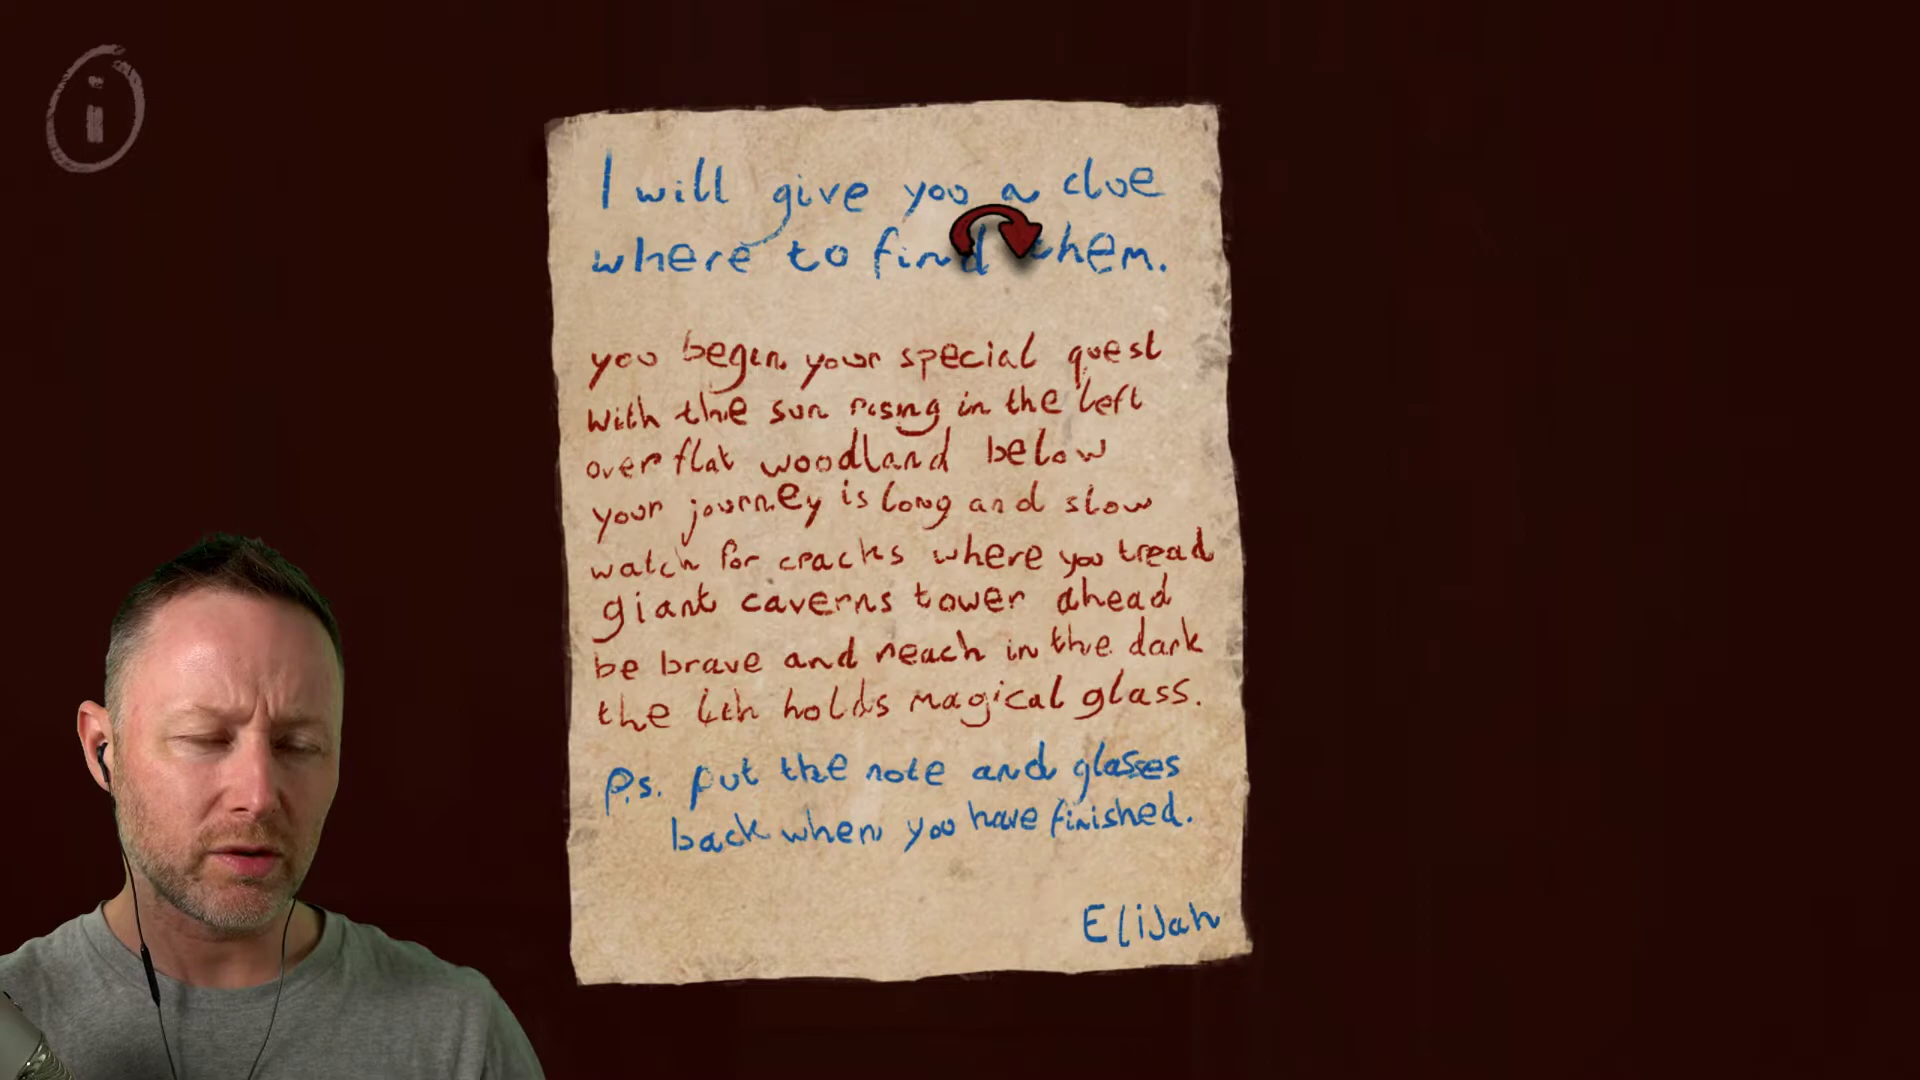 I will give you a clue
where to find them.
you begin your special quest
With the sun rising in the left
over flat woodland below
your journey is long and slow
watch for cracks where you tread
giant caverns tower ahead
be brave and reach in the dark
the 4th holds magical glass.
P.s. put the note and glasses
back when you have finished.
Elijah